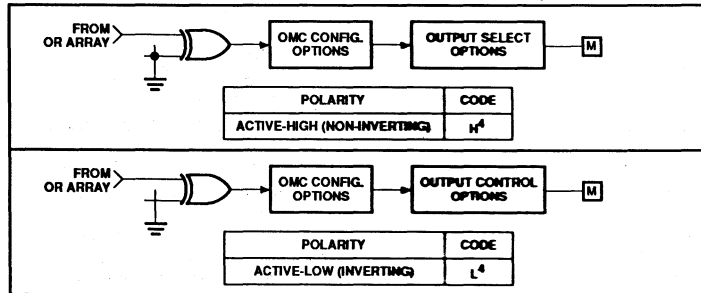 FROM
OR ARRAY
OMC CONFIG.
OPTIONS
OUTPUT SELECT
OPTIONS
M
POLARITY CODE
ACTIVE-HIGH (NON-INVERTING) H⁴
FROM
OR ARRAY
OMC CONFIG.
OPTIONS
OUTPUT CONTROL
OPTIONS
M
POLARITY CODE
ACTIVE-LOW (INVERTING) L⁴